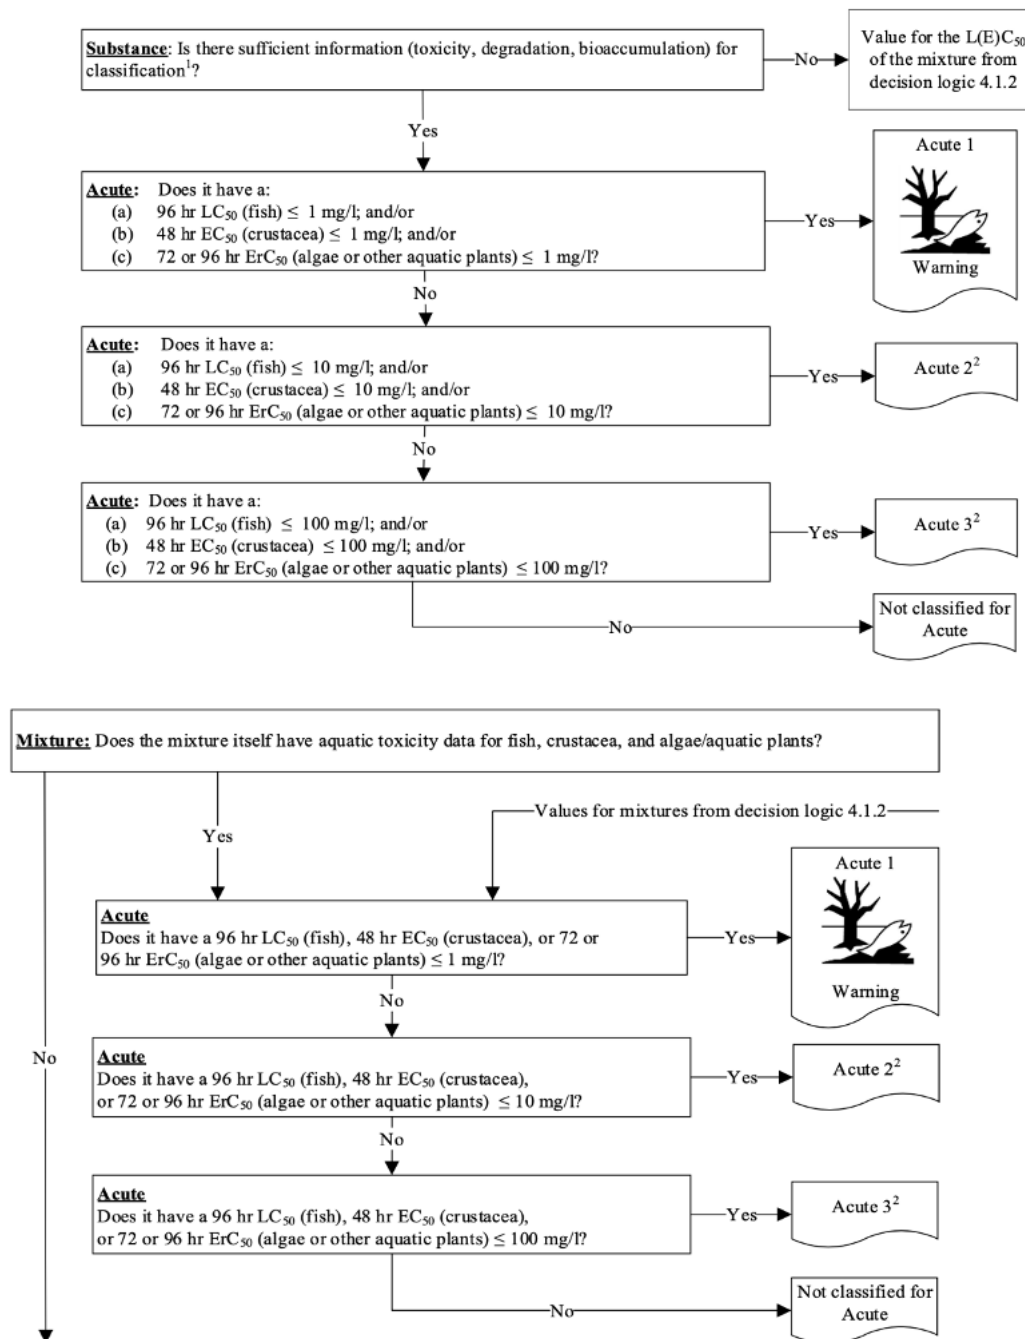 Substance: Is there sufficient information (toxicity, degradation, bioaccumulation) for
classification¹?
No
Value for the L(E)C₅₀
of the mixture from
decision logic 4.1.2
Yes
Acute: Does it have a:
(a) 96 hr LC₅₀ (fish) ≤ 1 mg/l; and/or
(b) 48 hr EC₅₀ (crustacea) ≤ 1 mg/l; and/or
(c) 72 or 96 hr ErC₅₀ (algae or other aquatic plants) ≤ 1 mg/l?
Yes
Acute 1
Warning
No
Acute: Does it have a:
(a) 96 hr LC₅₀ (fish) ≤ 10 mg/l; and/or
(b) 48 hr EC₅₀ (crustacea) ≤ 10 mg/l; and/or
(c) 72 or 96 hr ErC₅₀ (algae or other aquatic plants) ≤ 10 mg/l?
Yes
Acute 2²
No
Acute: Does it have a:
(a) 96 hr LC₅₀ (fish) ≤ 100 mg/l; and/or
(b) 48 hr EC₅₀ (crustacea) ≤ 100 mg/l; and/or
(c) 72 or 96 hr ErC₅₀ (algae or other aquatic plants) ≤ 100 mg/l?
Yes
Acute 3²
No
Not classified for
Acute
Mixture: Does the mixture itself have aquatic toxicity data for fish, crustacea, and algae/aquatic plants?
Yes
Values for mixtures from decision logic 4.1.2
Acute
Does it have a 96 hr LC₅₀ (fish), 48 hr EC₅₀ (crustacea), or 72 or
96 hr ErC₅₀ (algae or other aquatic plants) ≤ 1 mg/l?
Yes
Acute 1
Warning
No
No
Acute
Does it have a 96 hr LC₅₀ (fish), 48 hr EC₅₀ (crustacea),
or 72 or 96 hr ErC₅₀ (algae or other aquatic plants) ≤ 10 mg/l?
Yes
Acute 2²
No
Acute
Does it have a 96 hr LC₅₀ (fish), 48 hr EC₅₀ (crustacea),
or 72 or 96 hr ErC₅₀ (algae or other aquatic plants) ≤ 100 mg/l?
Yes
Acute 3²
No
Not classified for
Acute